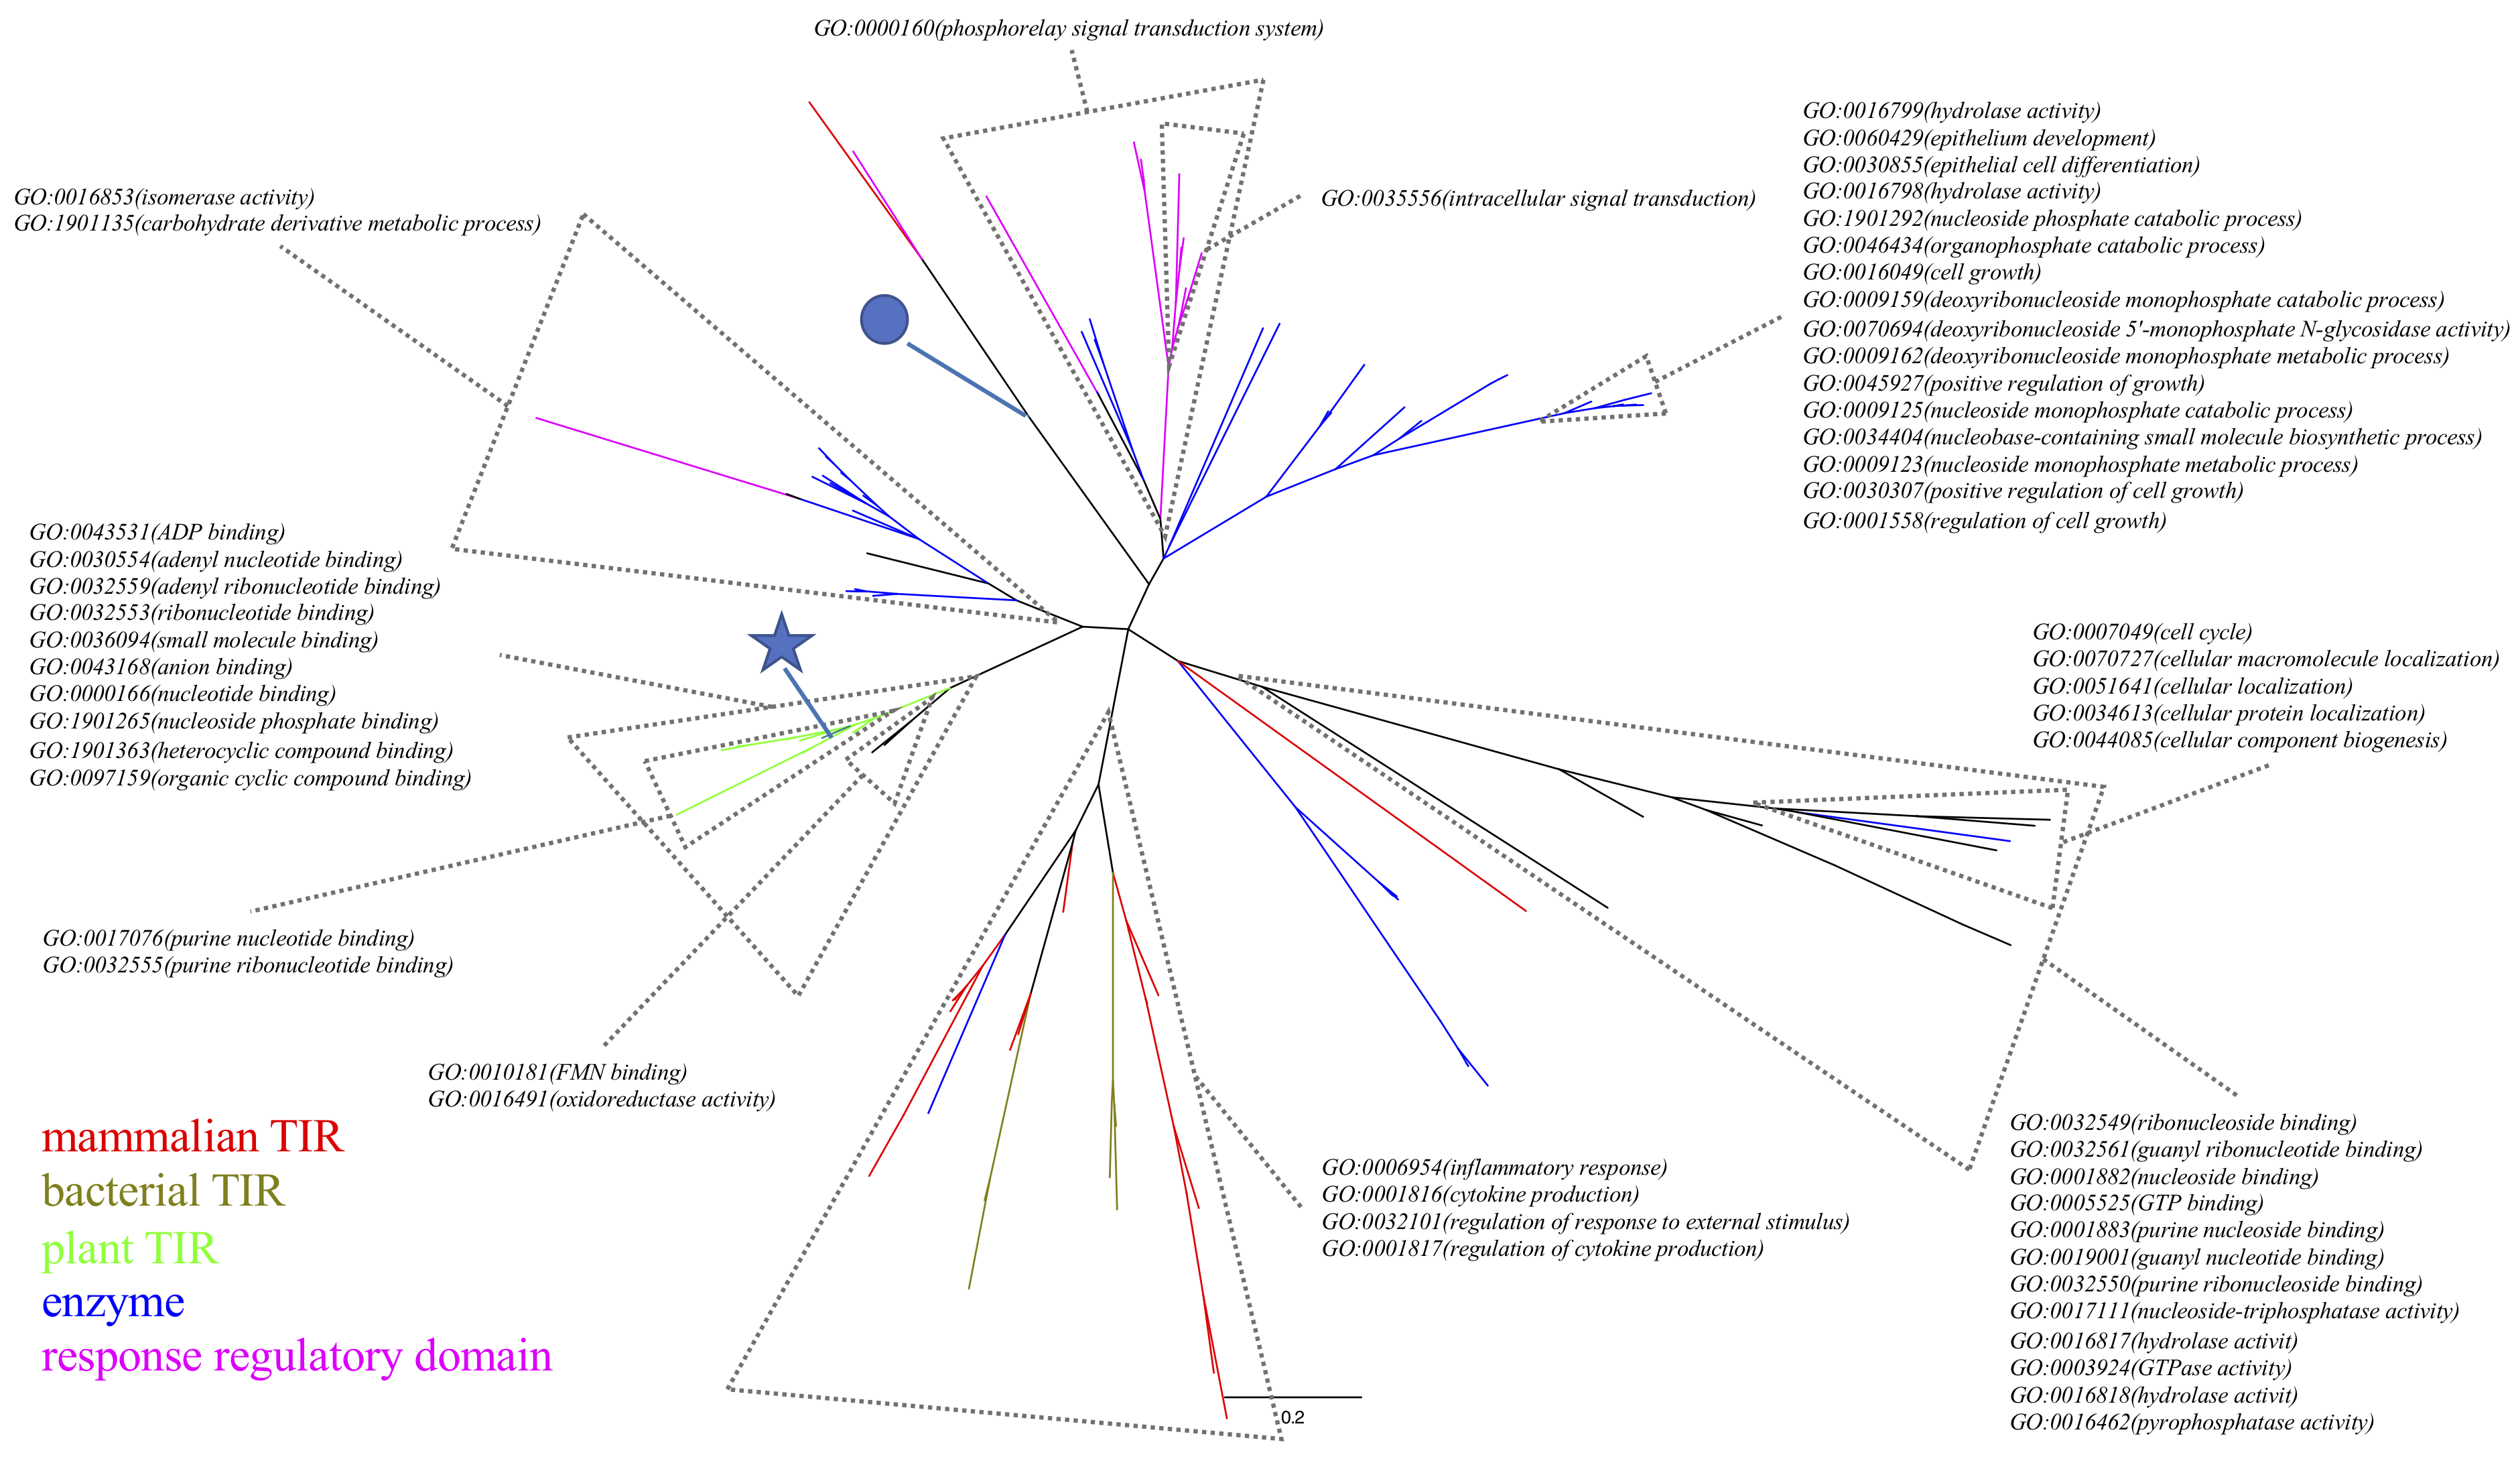 GO:0000160(phosphorelay signal transduction system)
GO:0016853(isomerase activity)
GO:1901135(carbohydrate derivative metabolic process)
GO:0035556(intracellular signal transduction)
GO:0016799(hydrolase activity)
GO:0060429(epithelium development)
GO:0030855(epithelial cell differentiation)
GO:0016798(hydrolase activity)
GO:1901292(nucleoside phosphate catabolic process)
GO:0046434(organophosphate catabolic process)
GO:0016049(cell growth)
GO:0009159(deoxyribonucleoside monophosphate catabolic process)
GO:0070694(deoxyribonucleoside 5'-monophosphate N-glycosidase activity)
GO:0009162(deoxyribonucleoside monophosphate metabolic process)
GO:0045927(positive regulation of growth)
GO:0009125(nucleoside monophosphate catabolic process)
GO:0034404(nucleobase-containing small molecule biosynthetic process)
GO:0009123(nucleoside monophosphate metabolic process)
GO:0030307(positive regulation of cell growth)
GO:0001558(regulation of cell growth)
GO:0043531(ADP binding)
GO:0030554(adenyl nucleotide binding)
GO:0032559(adenyl ribonucleotide binding)
GO:0032553(ribonucleotide binding)
GO:0036094(small molecule binding)
GO:0043168(anion binding)
GO:0000166(nucleotide binding)
GO:1901265(nucleoside phosphate binding)
GO:1901363(heterocyclic compound binding)
GO:0097159(organic cyclic compound binding)
GO:0007049(cell cycle)
GO:0070727(cellular macromolecule localization)
GO:0051641(cellular localization)
GO:0034613(cellular protein localization)
GO:0044085(cellular component biogenesis)
GO:0017076(purine nucleotide binding)
GO:0032555(purine ribonucleotide binding)
GO:0010181(FMN binding)
GO:0016491(oxidoreductase activity)
GO:0006954(inflammatory response)
GO:0001816(cytokine production)
GO:0032101(regulation of response to external stimulus)
GO:0001817(regulation of cytokine production)
GO:0032549(ribonucleoside binding)
GO:0032561(guanyl ribonucleotide binding)
GO:0001882(nucleoside binding)
GO:0005525(GTP binding)
GO:0001883(purine nucleoside binding)
GO:0019001(guanyl nucleotide binding)
GO:0032550(purine ribonucleoside binding)
GO:0017111(nucleoside-triphosphatase activity)
GO:0016817(hydrolase activit)
GO:0003924(GTPase activity)
GO:0016818(hydrolase activit)
GO:0016462(pyrophosphatase activity)
mammalian TIR
bacterial TIR
plant TIR
enzyme
response regulatory domain
0.2